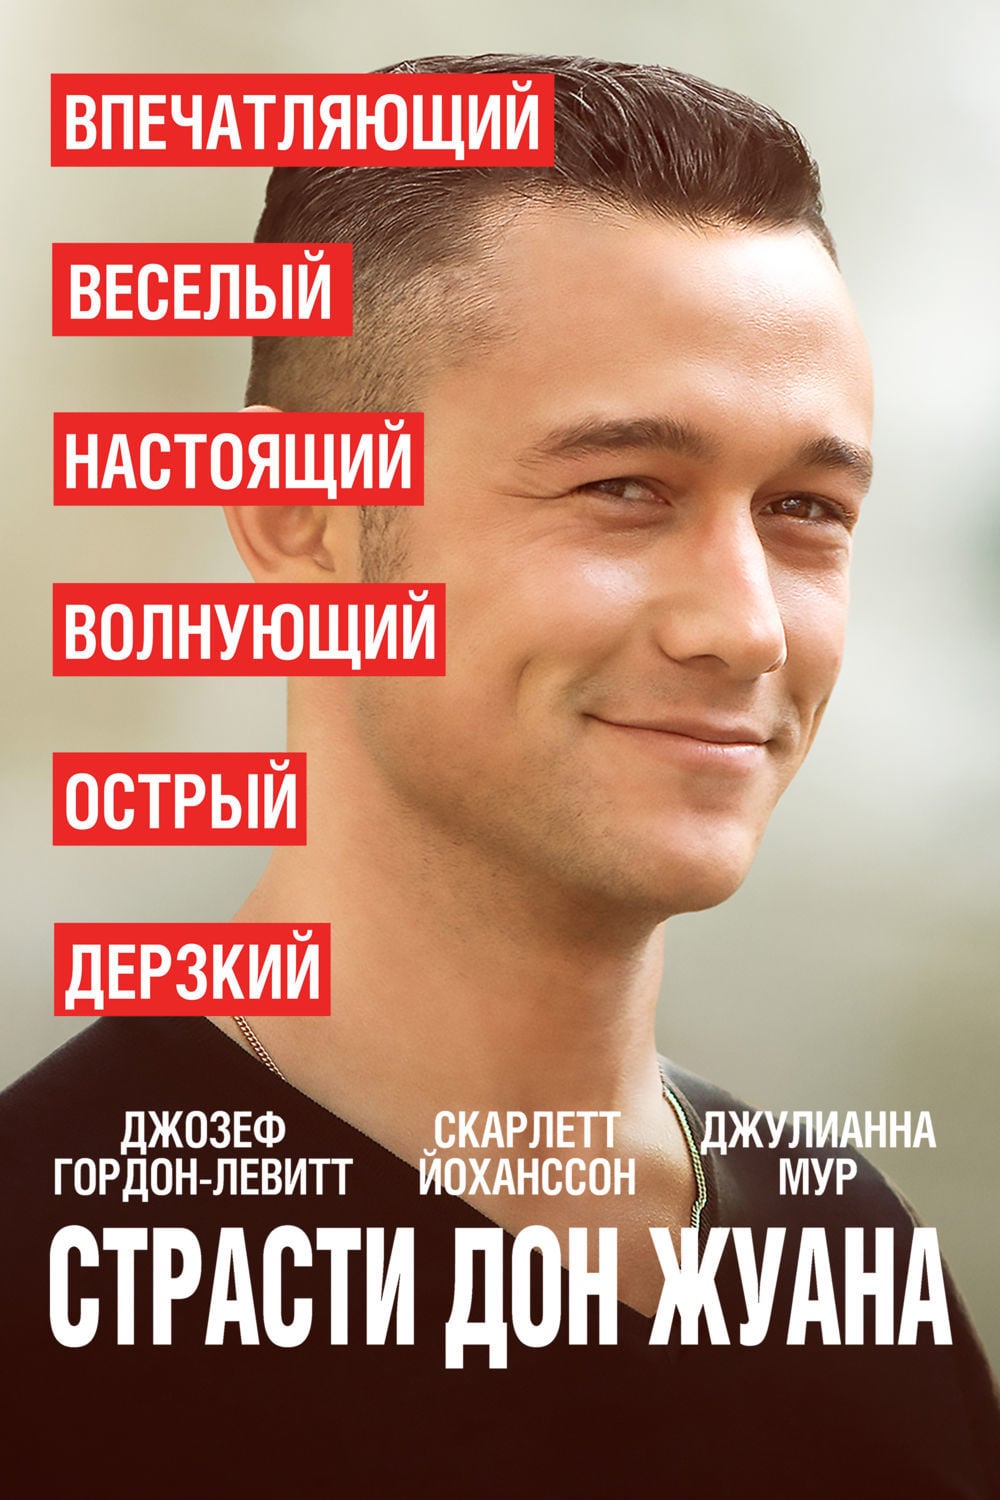 ВПЕЧАТЛЯЮЩИЙ
ВЕСЕЛЫЙ
НАСТОЯЩИЙ
ВОЛНУЮЩИЙ
ОСТРЫЙ
ДЕРЗКИЙ
ДЖОЗЕФ
ГОРДОН-ЛЕВИТТ
СКАРЛЕТТ
ЙОХАНССОН
ДЖУЛИАННА
МУР
СТРАСТИ ДОН ЖУАНА